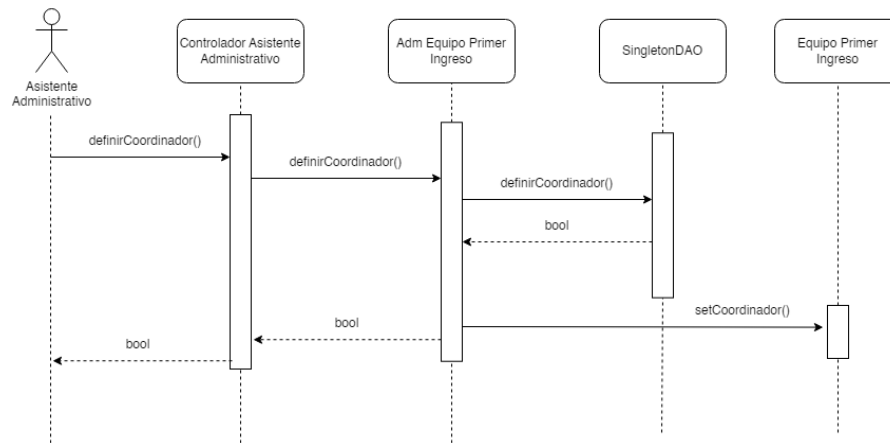 Controlador Asistente
Administrativo
Adm Equipo Primer
Ingreso
SingletonDAO
Equipo Primer
Ingreso
Asistente
Administrativo
definirCoordinador()
definirCoordinador()
definirCoordinador()
bool
setCoordinador()
bool
bool